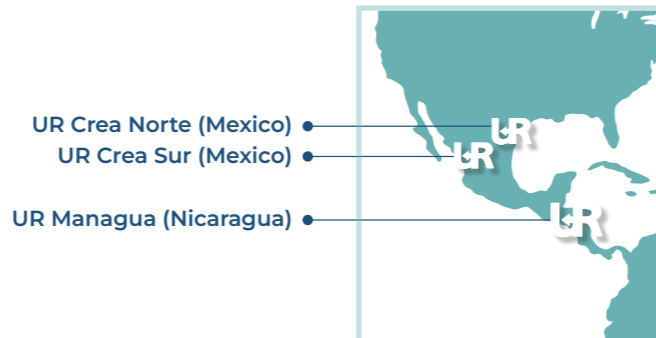 UR Crea Norte (Mexico)
UR
UR Crea Sur (Mexico)
UR
UR Managua (Nicaragua)
UR